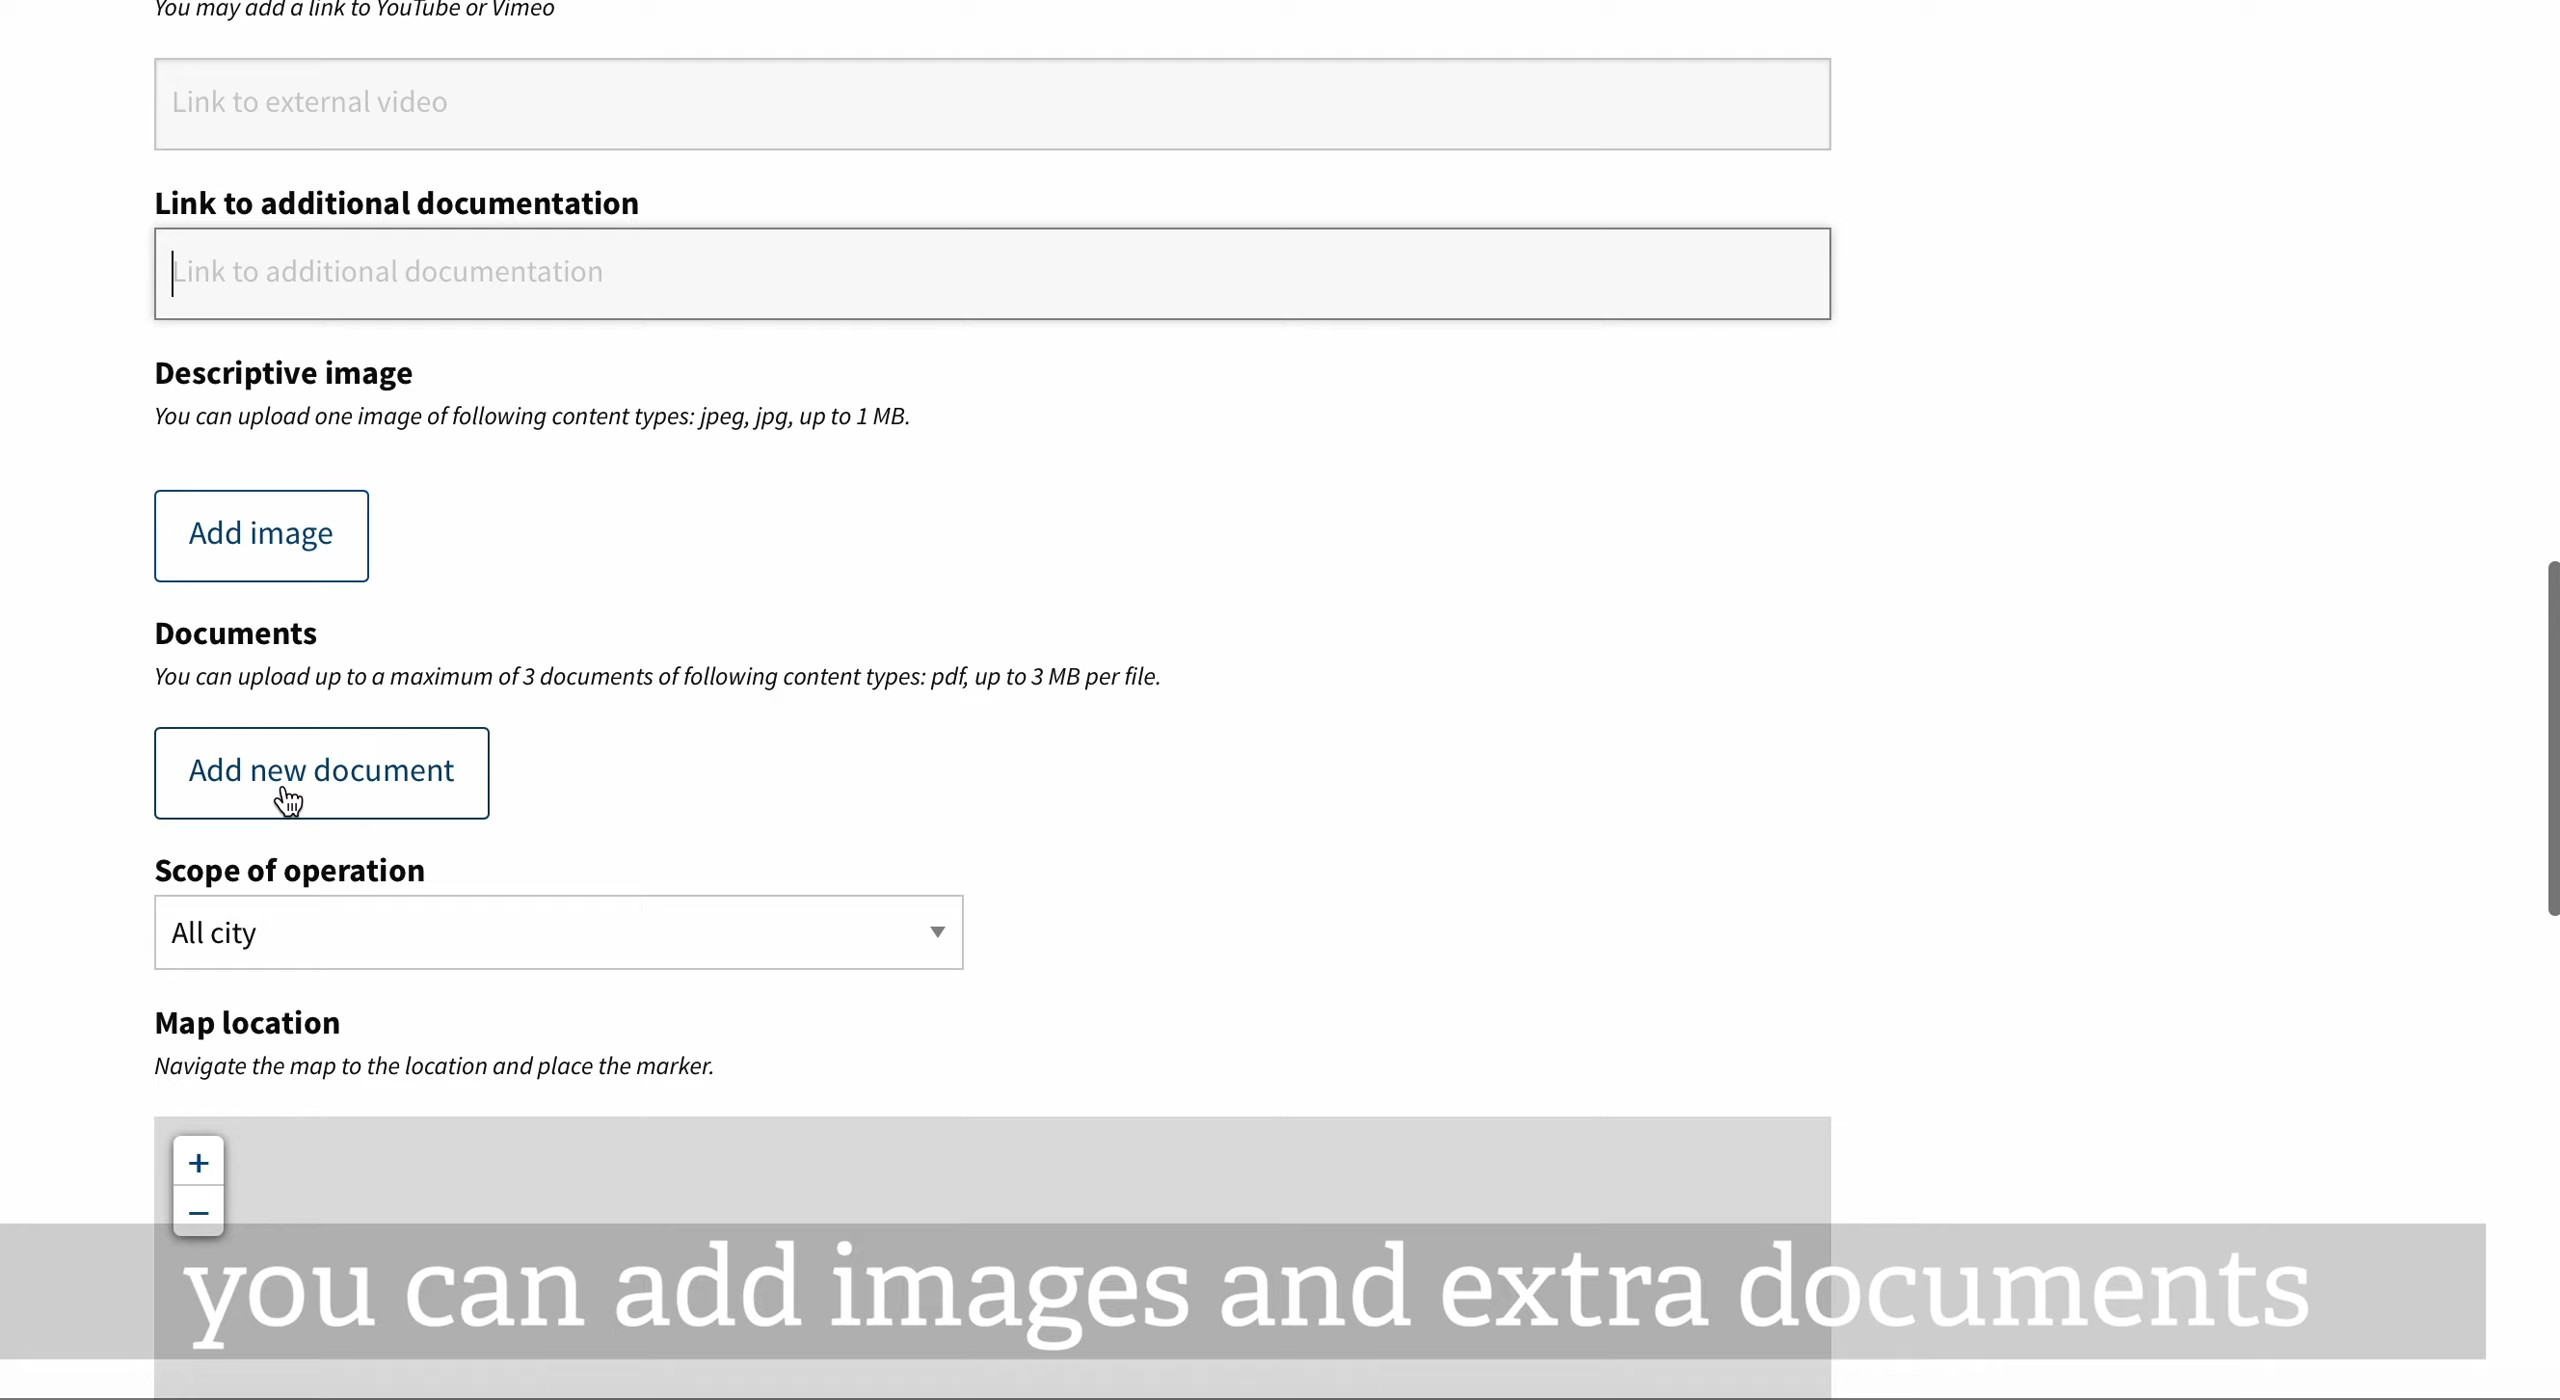 You may add a link to YouTube or Vimeo
Link to external video
Link to additional documentation
Link to additional documentation
Descriptive image
You can upload one image of following content types: jpeg, jpg, up to 1 MB.
Add image
Documents
You can upload up to a maximum of 3 documents of following content types: pdf, up to 3 MB per file.
Add new document
Scope of operation
All city
Map location
Navigate the map to the location and place the marker.
+
−
you can add images and extra documents